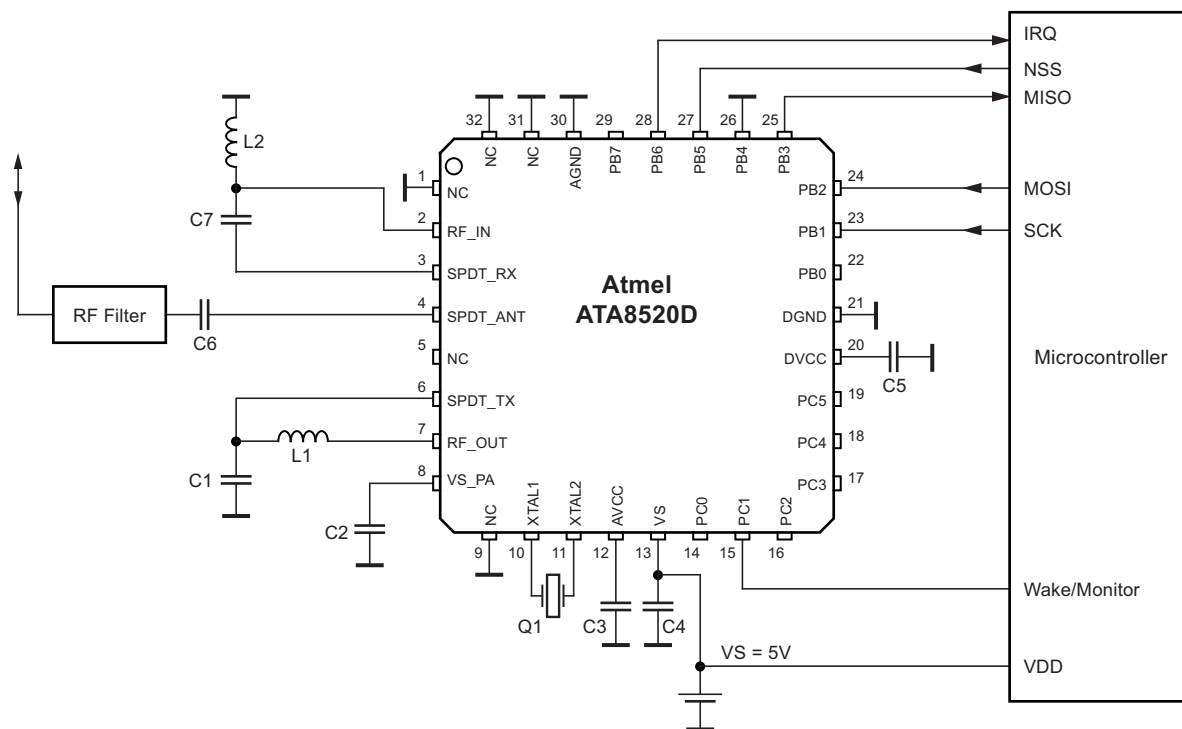 IRQ
NSS
MISO
32
31
30
29
28
27
26
25
NC
NC
AGND
PB7
PB6
PB5
PB4
PB3
L2
C7
1
NC
2
RF_IN
3
SPDT_RX
4
SPDT_ANT
5
NC
6
SPDT_TX
7
RF_OUT
8
VS_PA
RF Filter
C6
L1
C1
C2
Atmel
ATA8520D
PB2
24
MOSI
PB1
23
SCK
PB0
22
DGND
21
DVCC
20
C5
PC5
19
PC4
18
PC3
17
Microcontroller
NC
XTAL1
XTAL2
AVCC
VS
PC0
PC1
PC2
9
10
11
12
13
14
15
16
Q1
C3
C4
Wake/Monitor
VS = 5V
VDD